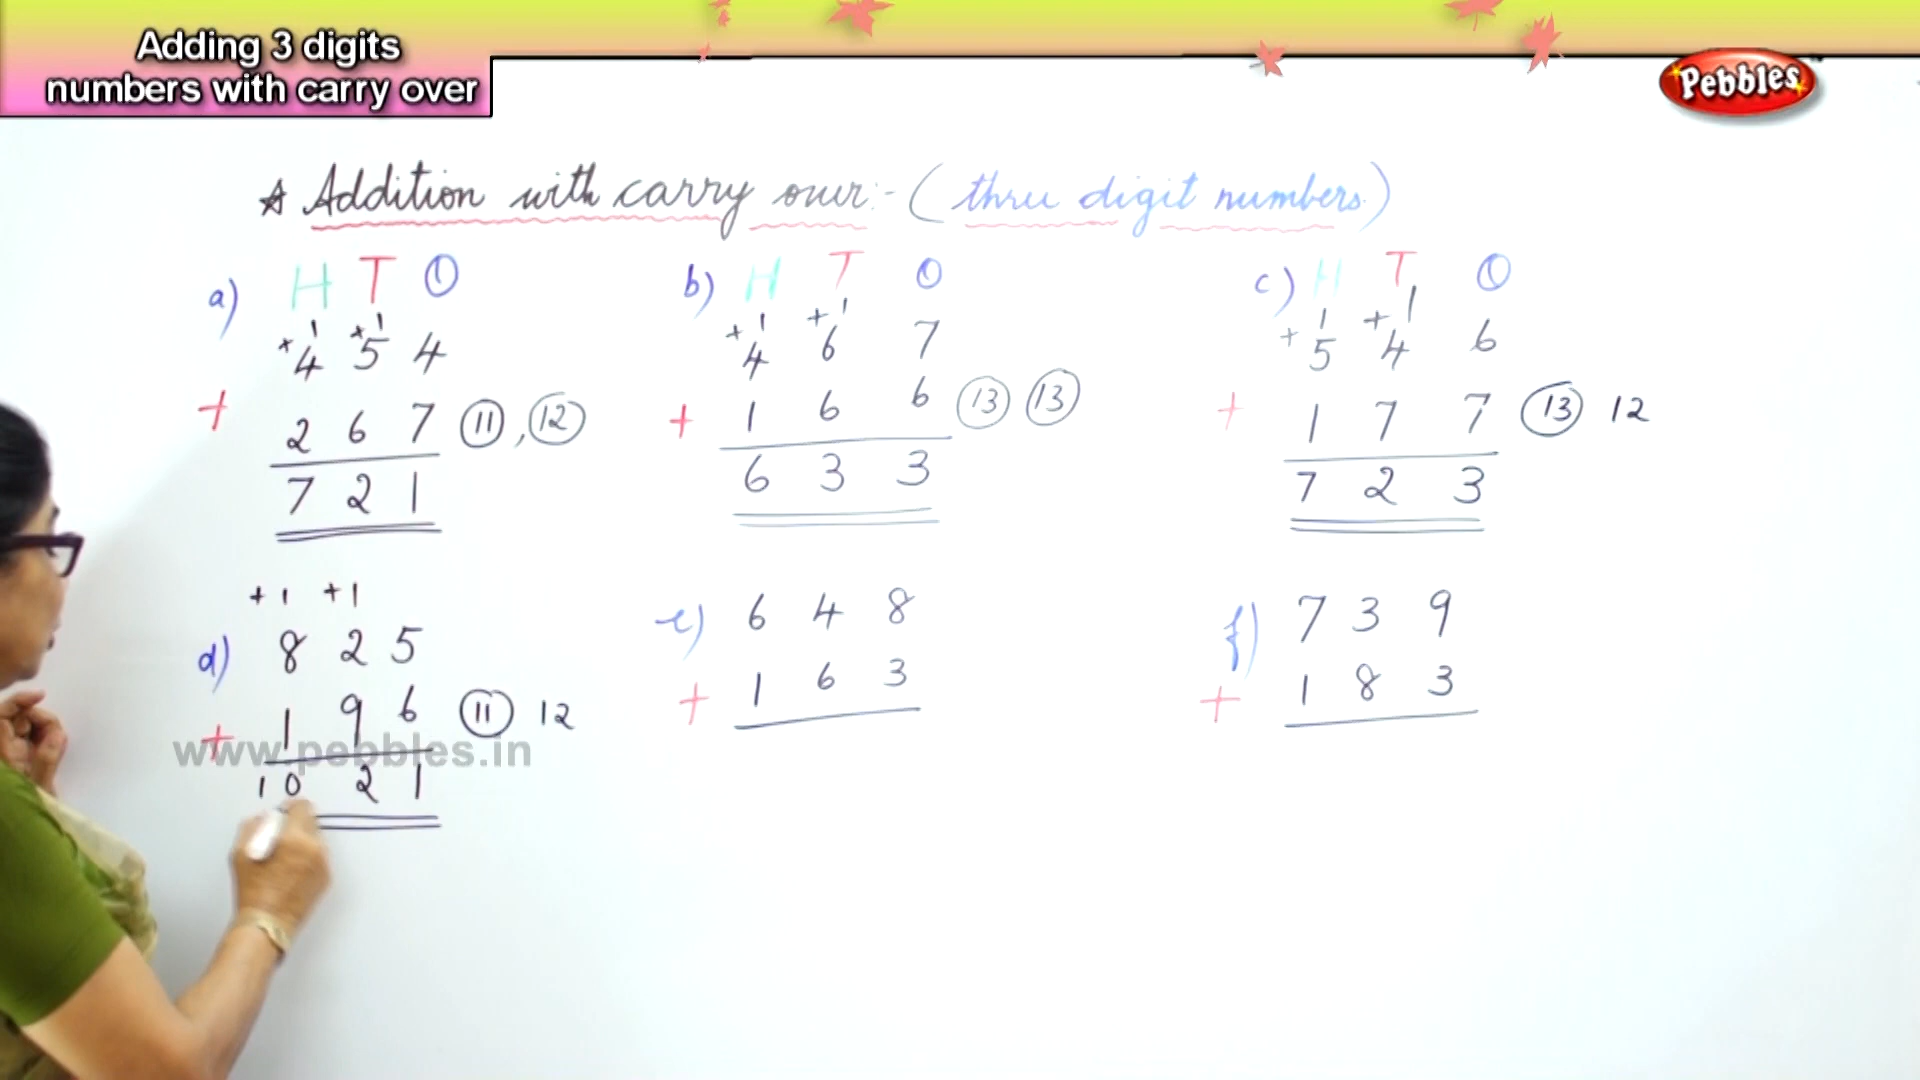 Adding 3 digits
numbers with carry over
Pebbles
☆ Addition with carry over:- (three digit numbers)
a) H T O
+1 +1
4 5 4
+ 2 6 7 (11), (12)
7 2 1
b) H T O
+1 +1
4 6 7
+ 1 6 6 (13) (13)
6 3 3
c) H T O
+1 +1
5 4 6
+ 1 7 7 (13) 12
7 2 3
+1 +1
d) 8 2 5
+ 1 9 6 (11) 12
10 2 1
e) 6 4 8
+ 1 6 3
f) 7 3 9
+ 1 8 3
www.pebbles.in